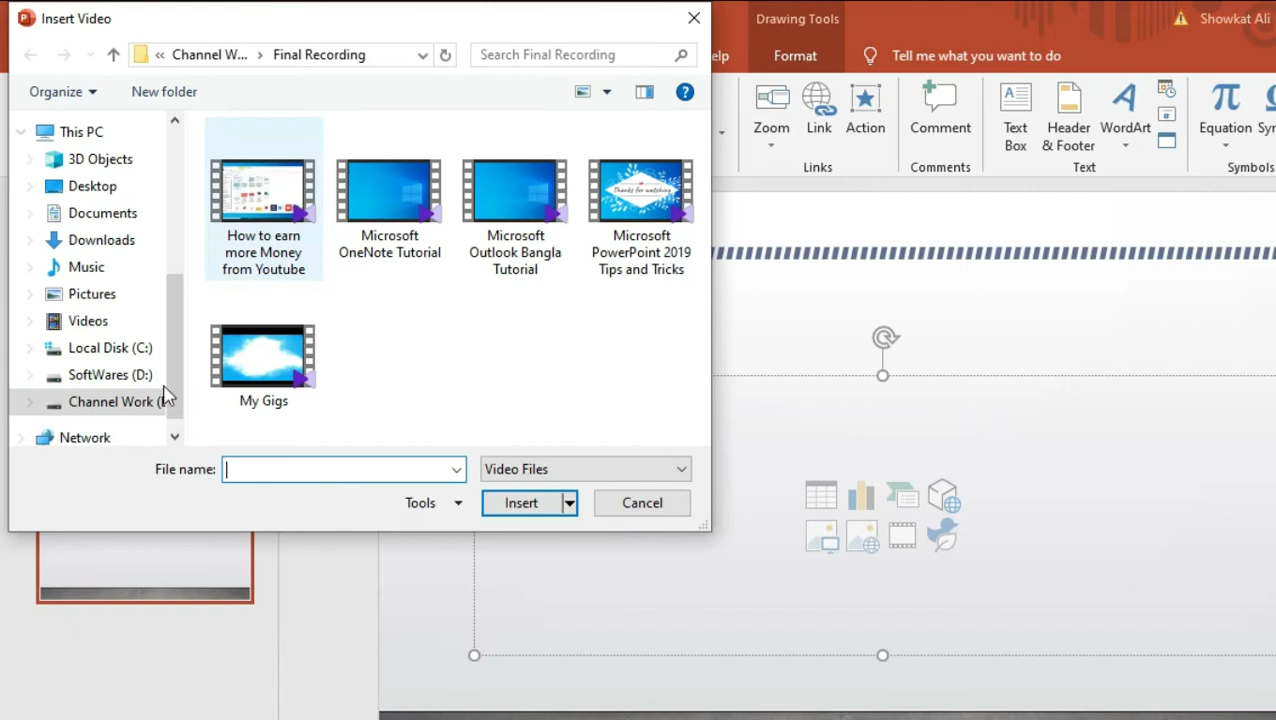 Insert Video
Drawing Tools
Showkat Ali
« Channel W... › Final Recording
Search Final Recording
Format
Tell me what you want to do
Organize
New folder
This PC
3D Objects
Desktop
Documents
Downloads
Music
Pictures
Videos
Local Disk (C:)
SoftWares (D:)
Channel Work (
Network
Thanks for watching
How to earn
more Money
from Youtube
Microsoft
OneNote Tutorial
Microsoft
Outlook Bangla
Tutorial
Microsoft
PowerPoint 2019
Tips and Tricks
My Gigs
File name:
Video Files
Tools
Insert
Cancel
Zoom
Link
Action
Links
Comment
Comments
Text
Box
Header
& Footer
WordArt
Text
Equation
Symbols